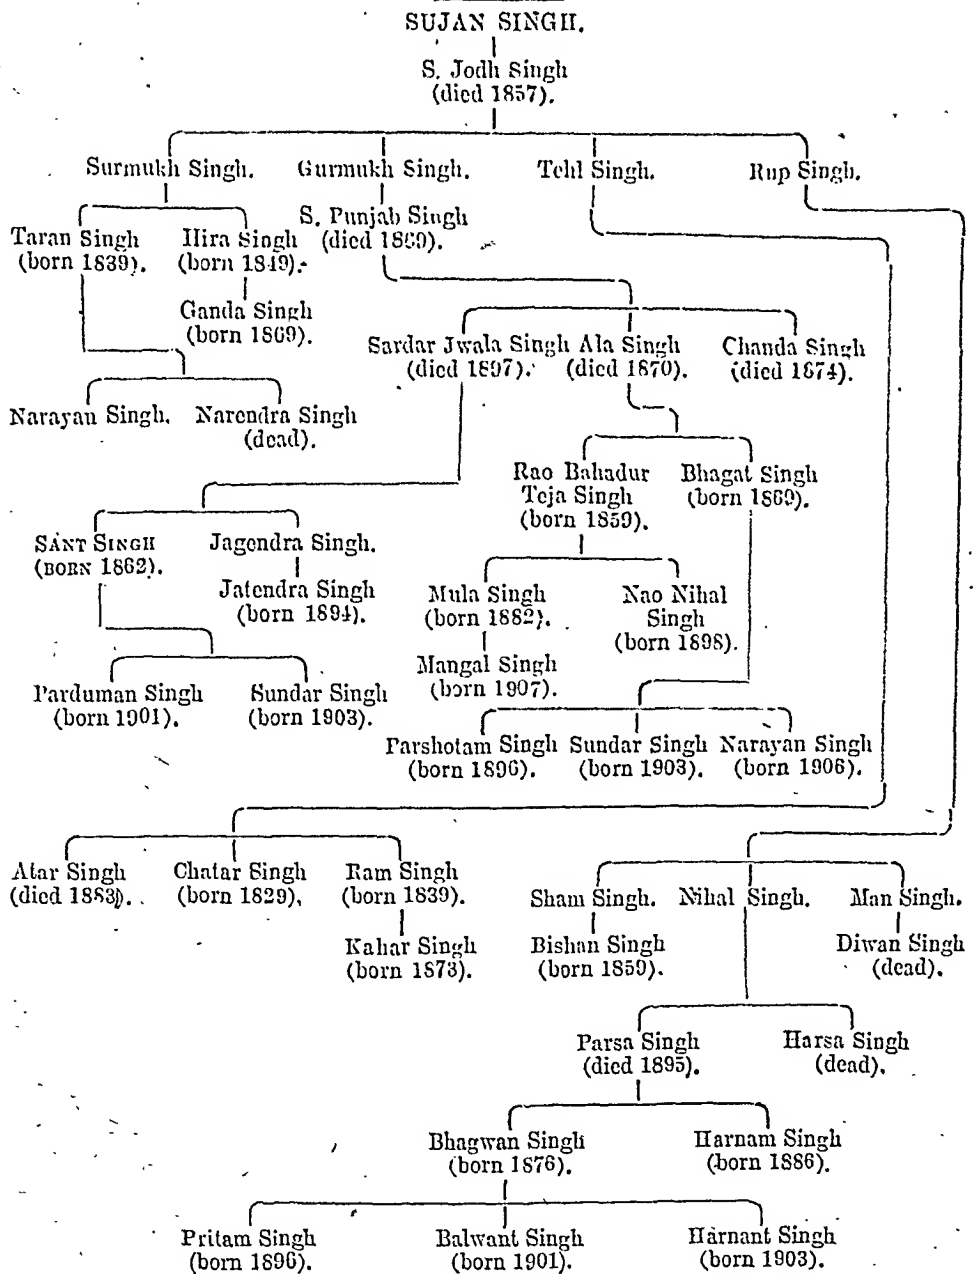 SUJAN SINGH.
S. Jodh Singh
(died 1857).
Surmukh Singh. Gurmukh Singh. Tehl Singh. Rup Singh.
S. Punjab Singh
(died 1869).
Taran Singh Hira Singh
(born 1839). (born 1849).
Ganda Singh
(born 1869).
Sardar Jwala Singh Ala Singh Chanda Singh
(died 1897). (died 1870). (died 1874).
Narayan Singh. Narendra Singh
(dead).
Rao Bahadur
Teja Singh
(born 1859).
Bhagat Singh
(born 1869).
SANT SINGH Jagendra Singh.
(BORN 1862).
Jatendra Singh
(born 1894).
Mula Singh
(born 1882).
Nao Nihal
Singh
(born 1898).
Mangal Singh
(born 1907).
Parduman Singh Sundar Singh
(born 1901). (born 1903).
Parshotam Singh Sundar Singh Narayan Singh
(born 1896). (born 1903). (born 1906).
Atar Singh Chatar Singh Ram Singh
(died 1883). (born 1829), (born 1839).
Sham Singh. Nihal Singh. Man Singh.
Kahar Singh
(born 1873).
Bishan Singh Diwan Singh
(born 1859). (dead).
Parsa Singh Harsa Singh
(died 1895). (dead).
Bhagwan Singh Harnam Singh
(born 1876). (born 1886).
Pritam Singh Balwant Singh Harnant Singh
(born 1896). (born 1901). (born 1903).